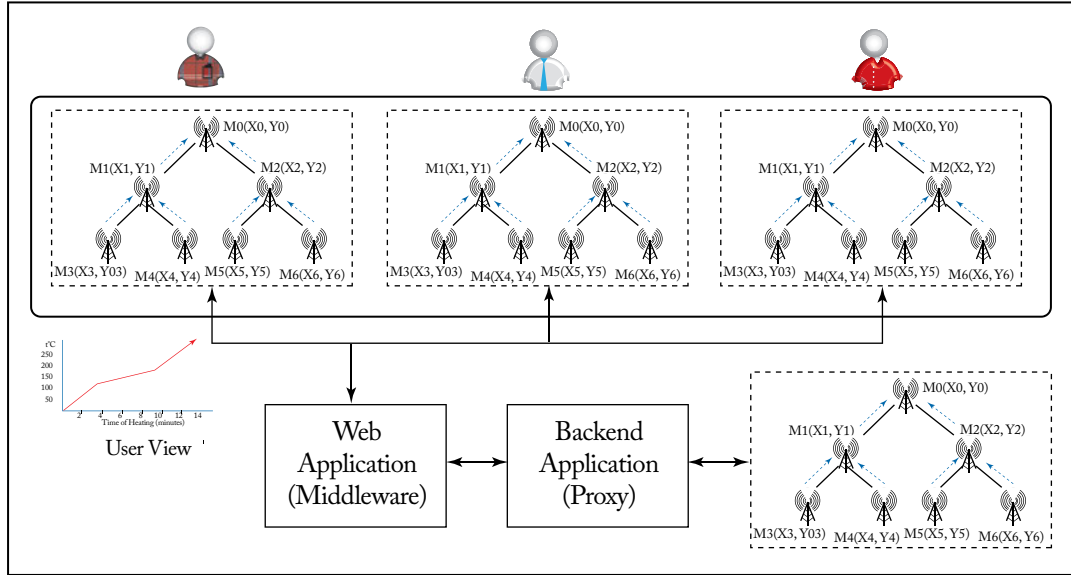 M0(X0, Y0)
M1(X1, Y1)
M2(X2, Y2)
M3(X3, Y03)
M4(X4, Y4)
M5(X5, Y5)
M6(X6, Y6)
M0(X0, Y0)
M1(X1, Y1)
M2(X2, Y2)
M3(X3, Y03)
M4(X4, Y4)
M5(X5, Y5)
M6(X6, Y6)
M0(X0, Y0)
M1(X1, Y1)
M2(X2, Y2)
M3(X3, Y03)
M4(X4, Y4)
M5(X5, Y5)
M6(X6, Y6)
t°C
250
200
150
100
50
2 4 6 8 10 12 14
Time of Heating (minutes)
User View
Web
Application
(Middleware)
Backend
Application
(Proxy)
M0(X0, Y0)
M1(X1, Y1)
M2(X2, Y2)
M3(X3, Y03)
M4(X4, Y4)
M5(X5, Y5)
M6(X6, Y6)